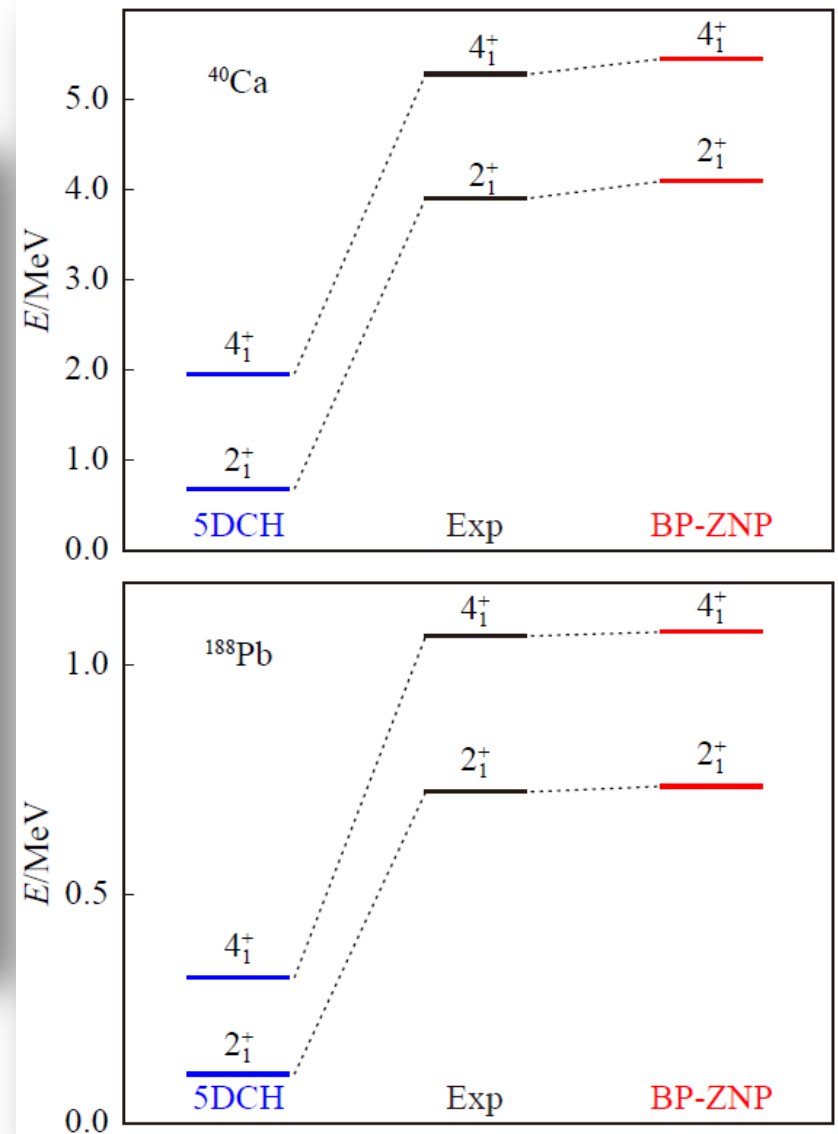 ⁴⁰Ca
4₁⁺ 4₁⁺
5.0
2₁⁺ 2₁⁺
4.0
E/MeV
3.0
4₁⁺
2.0
2₁⁺
1.0
5DCH Exp BP-ZNP
0.0
4₁⁺ 4₁⁺
¹⁸⁸Pb
1.0
2₁⁺ 2₁⁺
E/MeV
0.5
4₁⁺
2₁⁺
5DCH Exp BP-ZNP
0.0